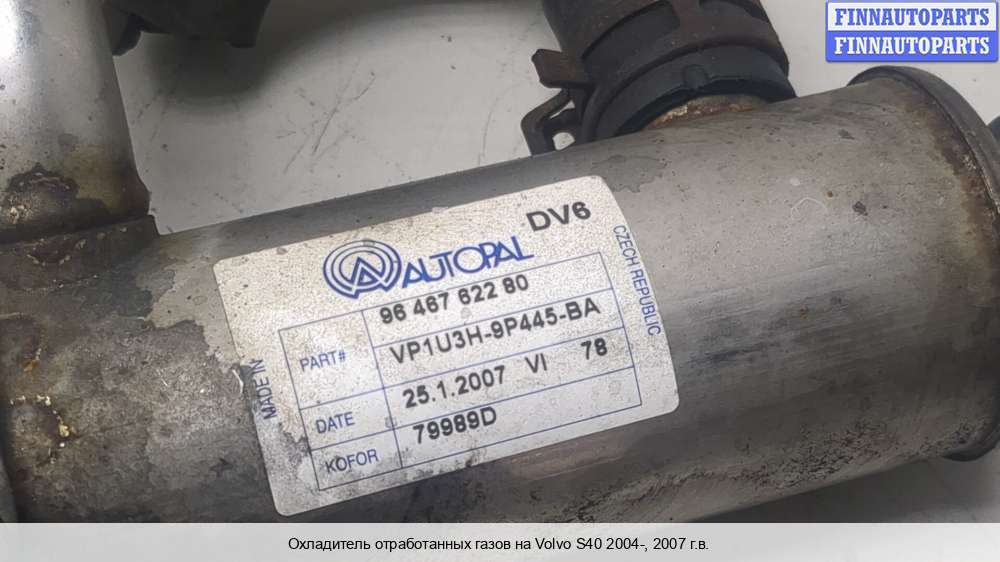 FINNAUTOPARTS
FINNAUTOPARTS
DV6
AUTOPAL
CZECH REPUBLIC
MADE IN
96 467 622 80
PART# VP1U3H-9P445-BA
DATE 25.1.2007 VI 78
KOFOR 79989D
Охладитель отработанных газов на Volvo S40 2004-, 2007 г.в.